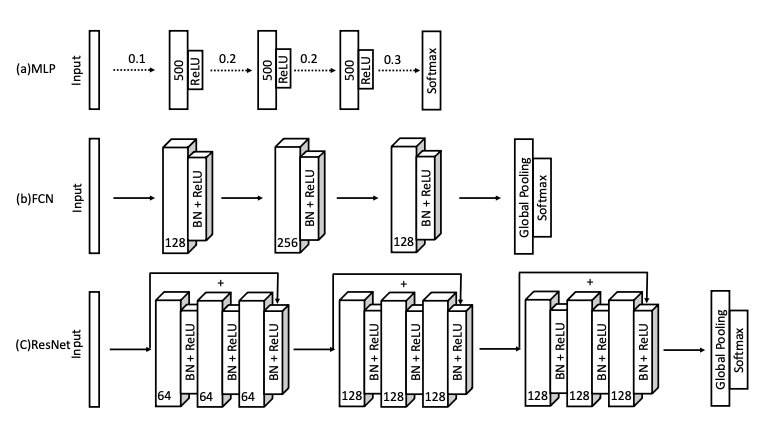 (a)MLP
Input
0.1
500
ReLU
0.2
500
ReLU
0.2
500
ReLU
0.3
Softmax
(b)FCN
Input
128
BN + ReLU
256
BN + ReLU
128
BN + ReLU
Global Pooling
Softmax
(C)ResNet
Input
+
64
BN + ReLU
64
BN + ReLU
64
BN + ReLU
+
128
BN + ReLU
128
BN + ReLU
128
BN + ReLU
+
128
BN + ReLU
128
BN + ReLU
128
BN + ReLU
Global Pooling
Softmax